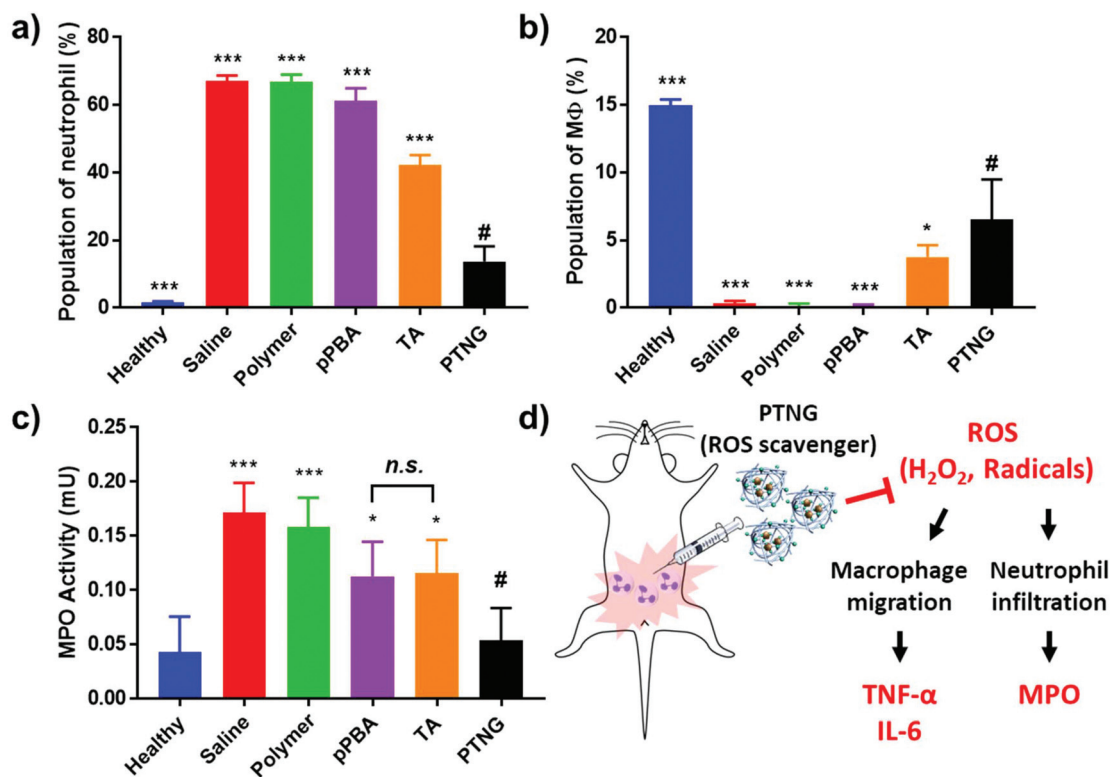 a)
Population of neutrophil (%)
80
60
40
20
0
***
***
***
***
***
#
Healthy
Saline
Polymer
pPBA
TA
PTNG
b)
Population of MΦ (%)
20
15
10
5
0
***
***
***
***
*
#
Healthy
Saline
Polymer
pPBA
TA
PTNG
c)
MPO Activity (mU)
0.25
0.20
0.15
0.10
0.05
0.00
***
***
n.s.
*
*
#
Healthy
Saline
Polymer
pPBA
TA
PTNG
d)
PTNG
(ROS scavenger)
ROS
(H₂O₂, Radicals)
Macrophage
migration
Neutrophil
infiltration
TNF-α
IL-6
MPO